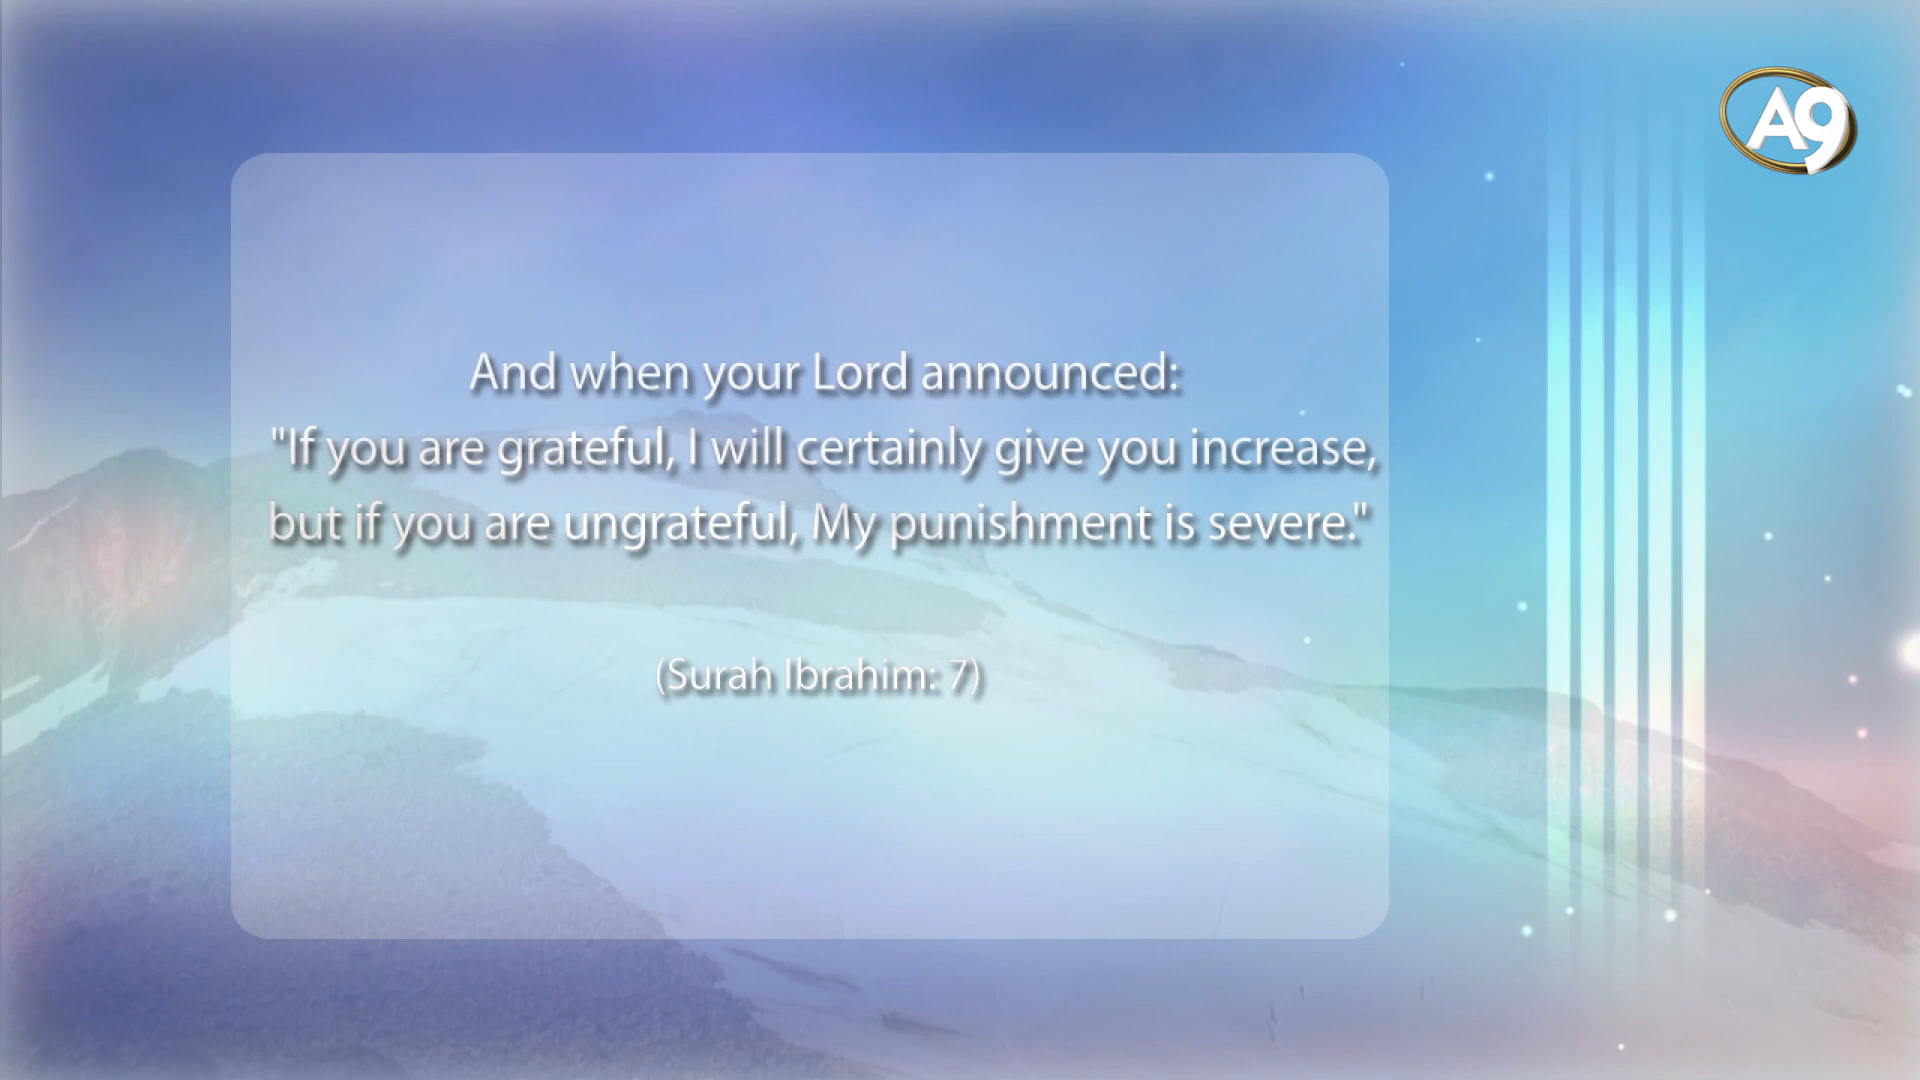 A9
And when your Lord announced:
"If you are grateful, I will certainly give you increase,
but if you are ungrateful, My punishment is severe."
(Surah Ibrahim: 7)